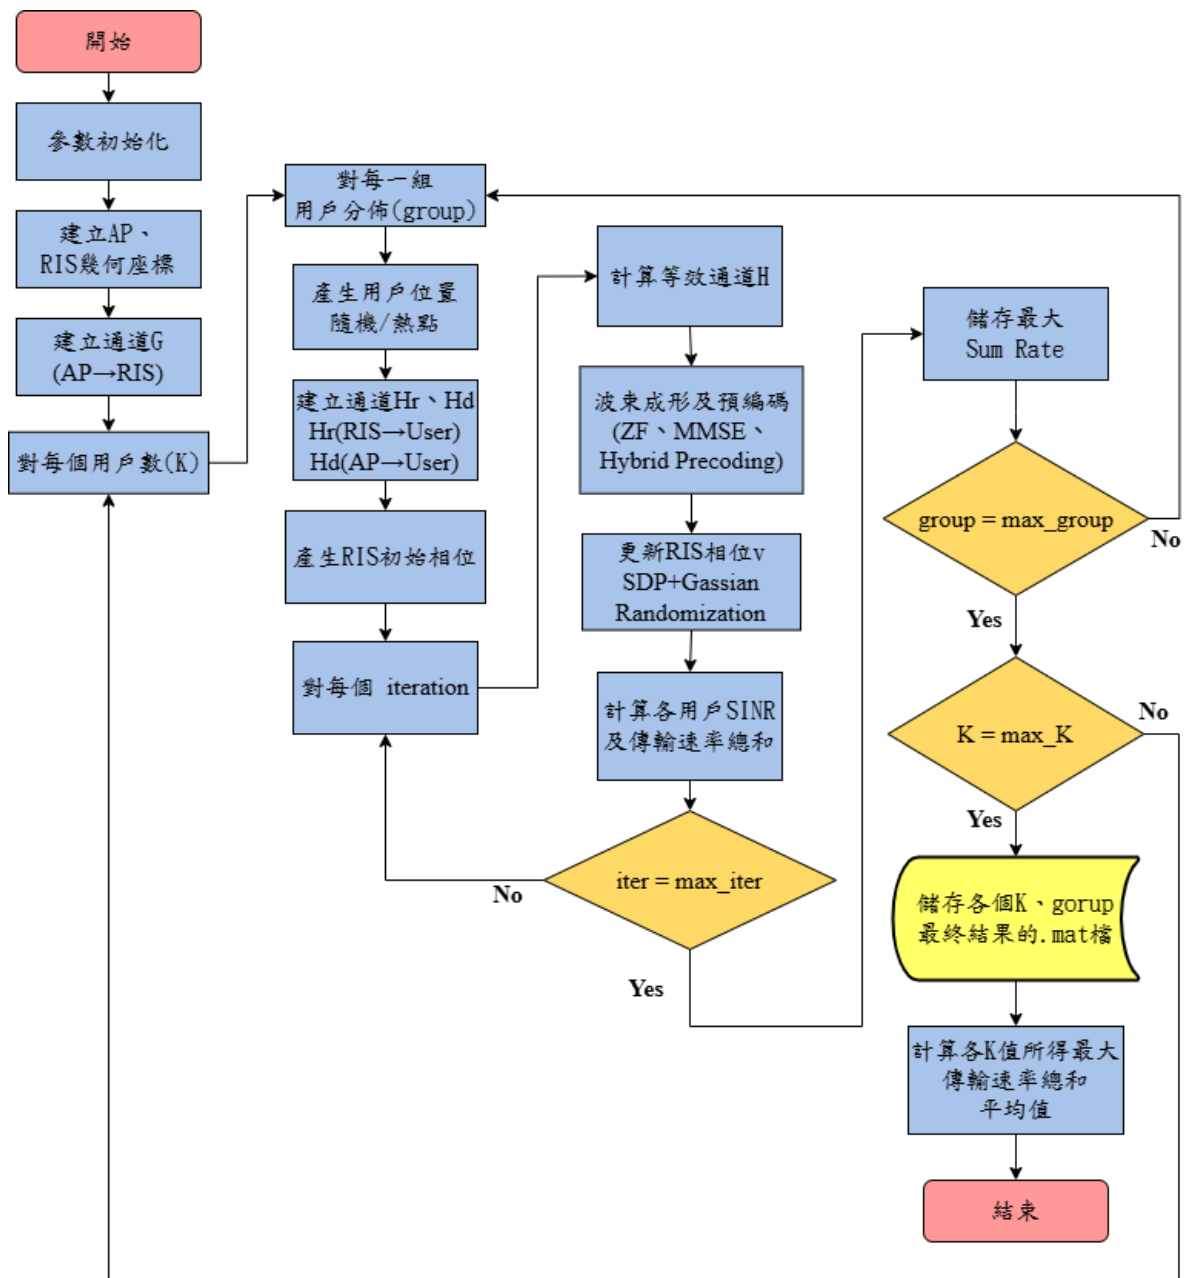 開始
參數初始化
建立AP、
RIS幾何座標
建立通道G
(AP→RIS)
對每個用戶數(K)
對每一組
用戶分佈(group)
產生用戶位置
隨機/熱點
建立通道Hr、Hd
Hr(RIS→User)
Hd(AP→User)
產生RIS初始相位
對每個 iteration
計算等效通道H
波束成形及預編碼
(ZF、MMSE、
Hybrid Precoding)
更新RIS相位v
SDP+Gassian
Randomization
計算各用戶SINR
及傳輸速率總和
iter = max_iter
No
Yes
儲存最大
Sum Rate
group = max_group
No
Yes
K = max_K
No
Yes
儲存各個K、gorup
最終結果的.mat檔
計算各K值所得最大
傳輸速率總和
平均值
結束